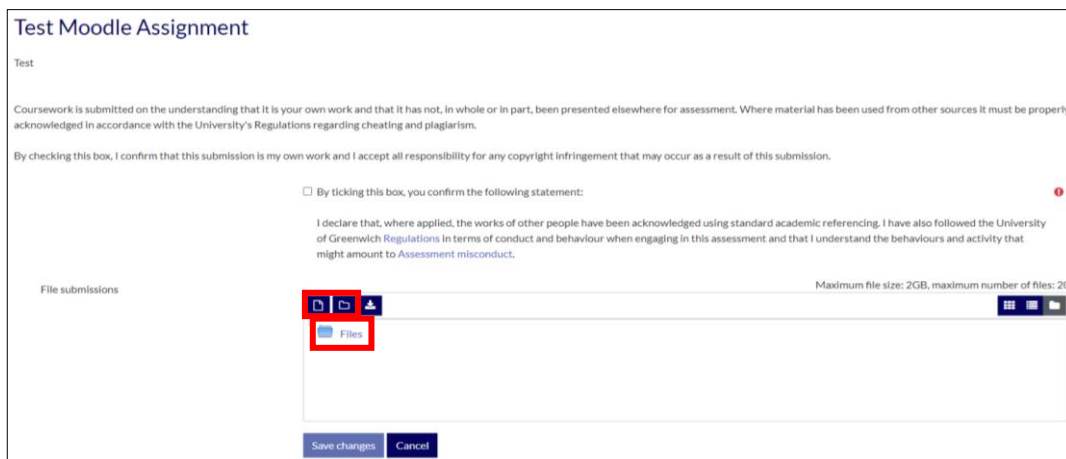 Test Moodle Assignment
Test
Coursework is submitted on the understanding that it is your own work and that it has not, in whole or in part, been presented elsewhere for assessment. Where material has been used from other sources it must be properly
acknowledged in accordance with the University's Regulations regarding cheating and plagiarism.
By checking this box, I confirm that this submission is my own work and I accept all responsibility for any copyright infringement that may occur as a result of this submission.
By ticking this box, you confirm the following statement:
I declare that, where applied, the works of other people have been acknowledged using standard academic referencing. I have also followed the University
of Greenwich Regulations in terms of conduct and behaviour when engaging in this assessment and that I understand the behaviours and activity that
might amount to Assessment misconduct.
File submissions
Maximum file size: 2GB, maximum number of files: 20
Files
Save changes Cancel